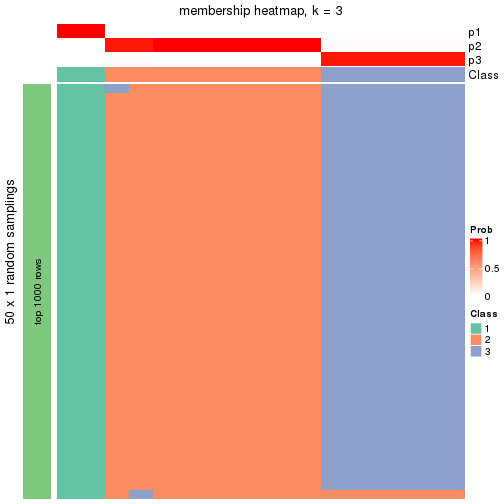 membership heatmap, k = 3
p1
p2
p3
Class
50 x 1 random samplings
top 1000 rows
Prob
1
0.5
0
Class
1
2
3